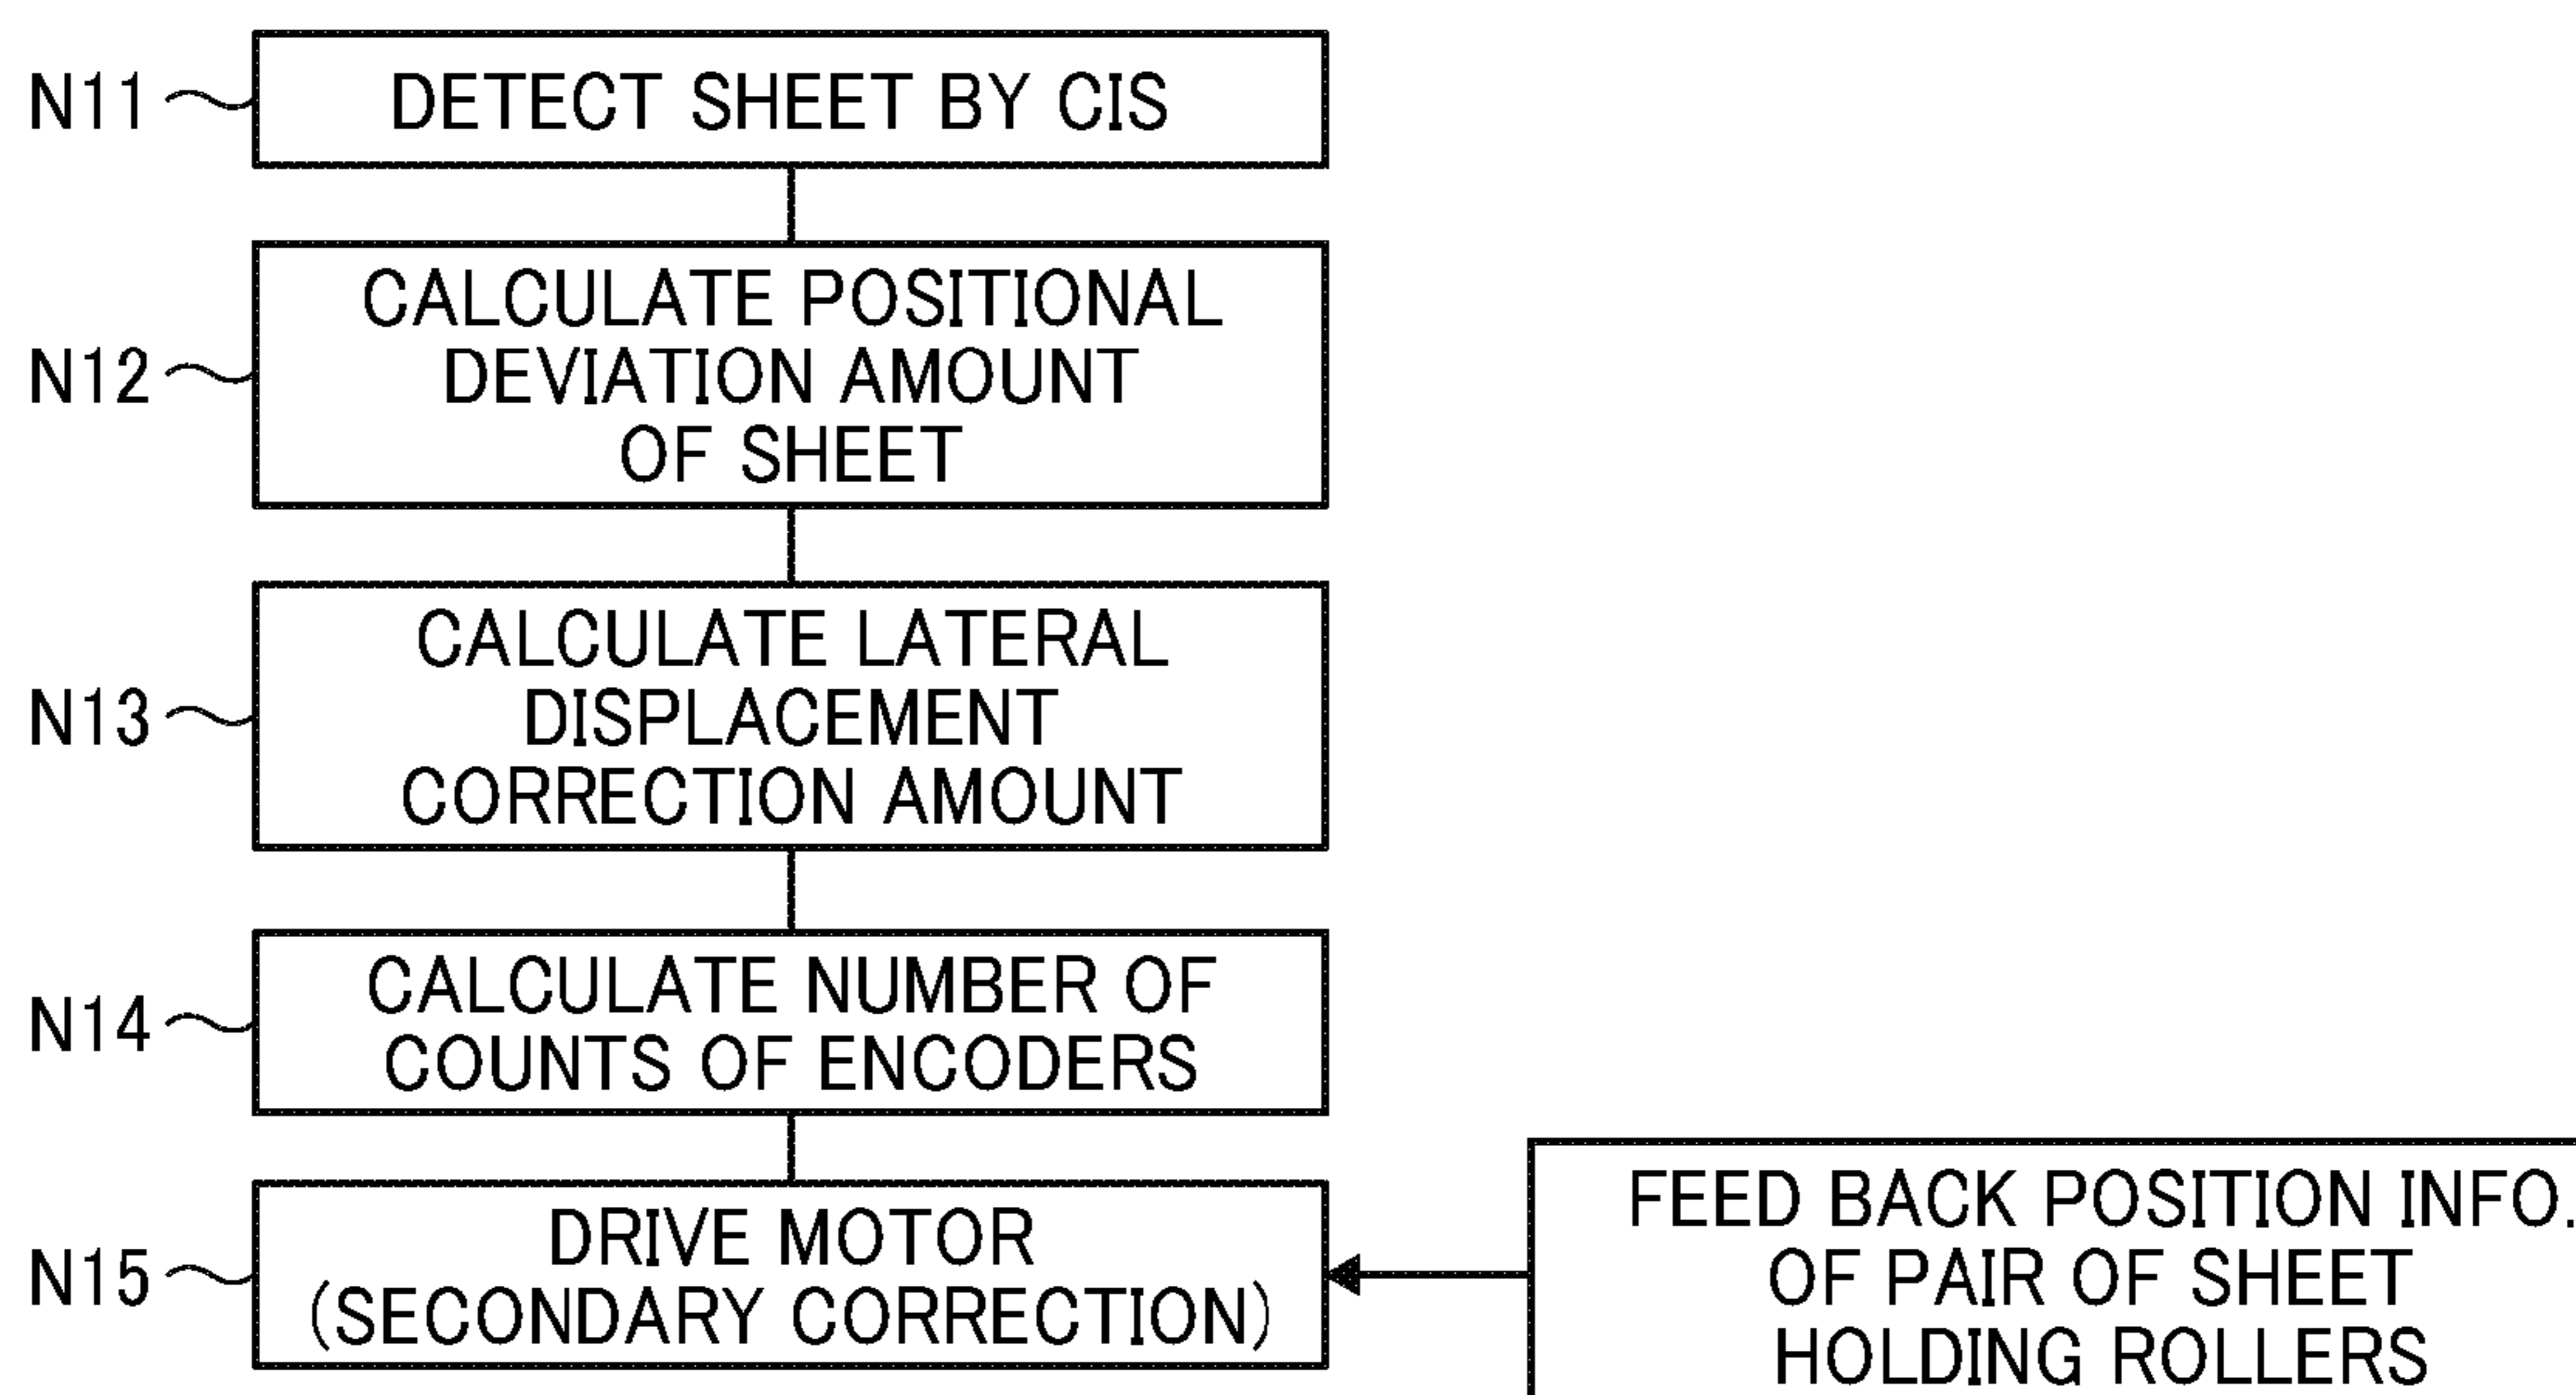 N11
DETECT SHEET BY CIS
N12
CALCULATE POSITIONAL
DEVIATION AMOUNT
OF SHEET
N13
CALCULATE LATERAL
DISPLACEMENT
CORRECTION AMOUNT
N14
CALCULATE NUMBER OF
COUNTS OF ENCODERS
N15
DRIVE MOTOR
(SECONDARY CORRECTION)
FEED BACK POSITION INFO.
OF PAIR OF SHEET
HOLDING ROLLERS